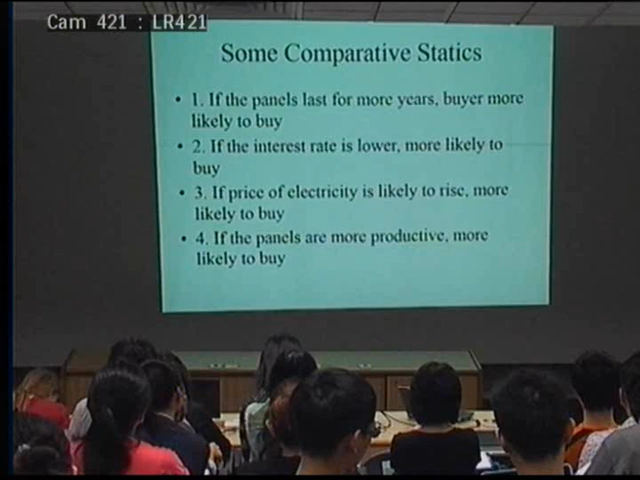 Cam 421 : LR421
Some Comparative Statics
• 1. If the panels last for more years, buyer more
likely to buy
• 2. If the interest rate is lower, more likely to
buy
• 3. If price of electricity is likely to rise, more
likely to buy
• 4. If the panels are more productive, more
likely to buy